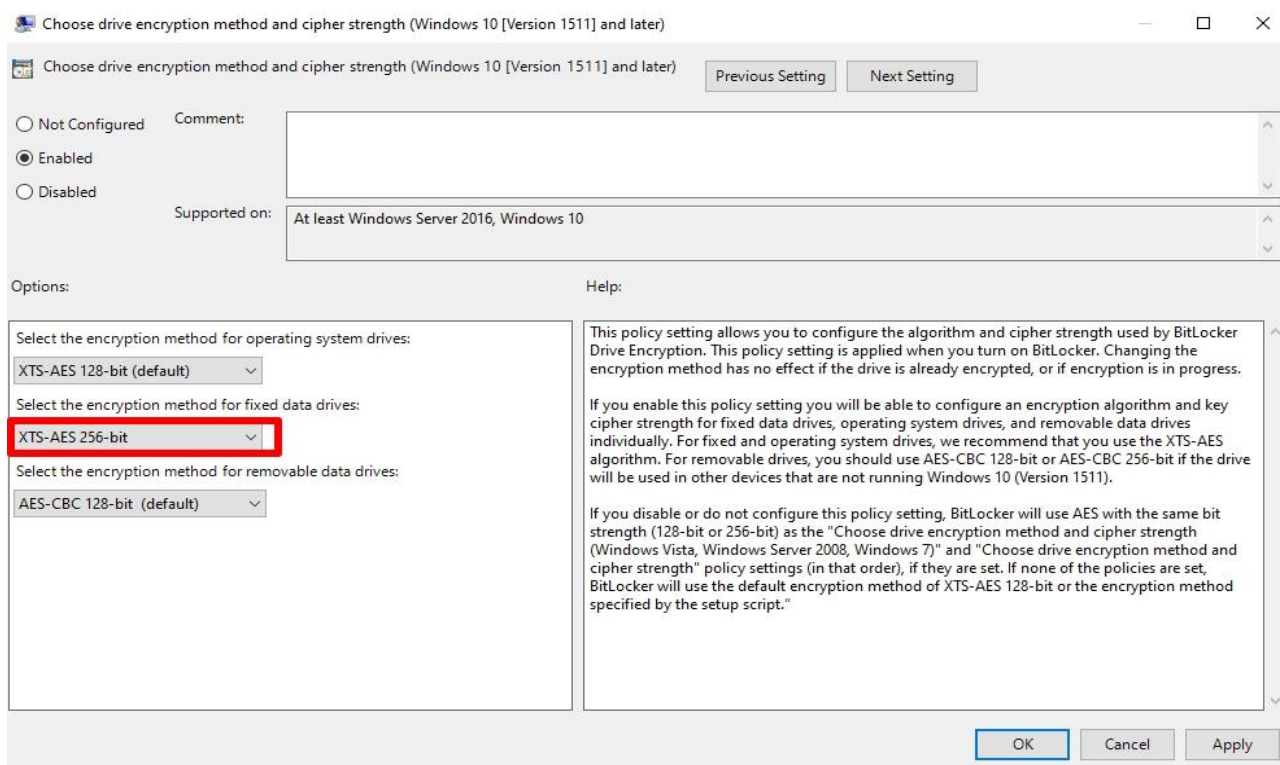 Choose drive encryption method and cipher strength (Windows 10 [Version 1511] and later)
Choose drive encryption method and cipher strength (Windows 10 [Version 1511] and later)
Previous Setting
Next Setting
Not Configured
Enabled
Disabled
Comment:
Supported on:
At least Windows Server 2016, Windows 10
Options:
Help:
Select the encryption method for operating system drives:
XTS-AES 128-bit (default)
Select the encryption method for fixed data drives:
XTS-AES 256-bit
Select the encryption method for removable data drives:
AES-CBC 128-bit (default)
This policy setting allows you to configure the algorithm and cipher strength used by BitLocker
Drive Encryption. This policy setting is applied when you turn on BitLocker. Changing the
encryption method has no effect if the drive is already encrypted, or if encryption is in progress.
If you enable this policy setting you will be able to configure an encryption algorithm and key
cipher strength for fixed data drives, operating system drives, and removable data drives
individually. For fixed and operating system drives, we recommend that you use the XTS-AES
algorithm. For removable drives, you should use AES-CBC 128-bit or AES-CBC 256-bit if the drive
will be used in other devices that are not running Windows 10 (Version 1511).
If you disable or do not configure this policy setting, BitLocker will use AES with the same bit
strength (128-bit or 256-bit) as the "Choose drive encryption method and cipher strength
(Windows Vista, Windows Server 2008, Windows 7)" and "Choose drive encryption method and
cipher strength" policy settings (in that order), if they are set. If none of the policies are set,
BitLocker will use the default encryption method of XTS-AES 128-bit or the encryption method
specified by the setup script."
OK
Cancel
Apply